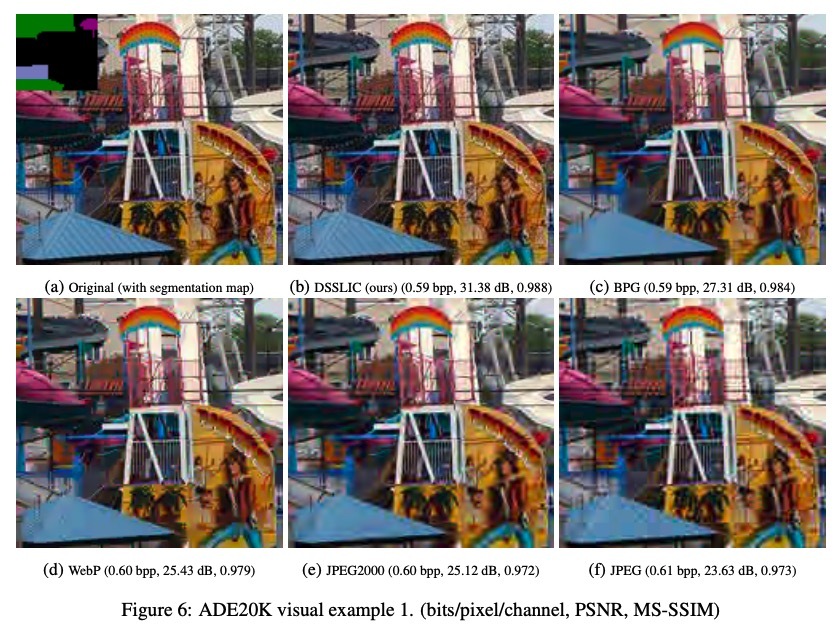 (a) Original (with segmentation map)
(b) DSSLIC (ours) (0.59 bpp, 31.38 dB, 0.988)
(c) BPG (0.59 bpp, 27.31 dB, 0.984)
(d) WebP (0.60 bpp, 25.43 dB, 0.979)
(e) JPEG2000 (0.60 bpp, 25.12 dB, 0.972)
(f) JPEG (0.61 bpp, 23.63 dB, 0.973)
Figure 6: ADE20K visual example 1. (bits/pixel/channel, PSNR, MS-SSIM)